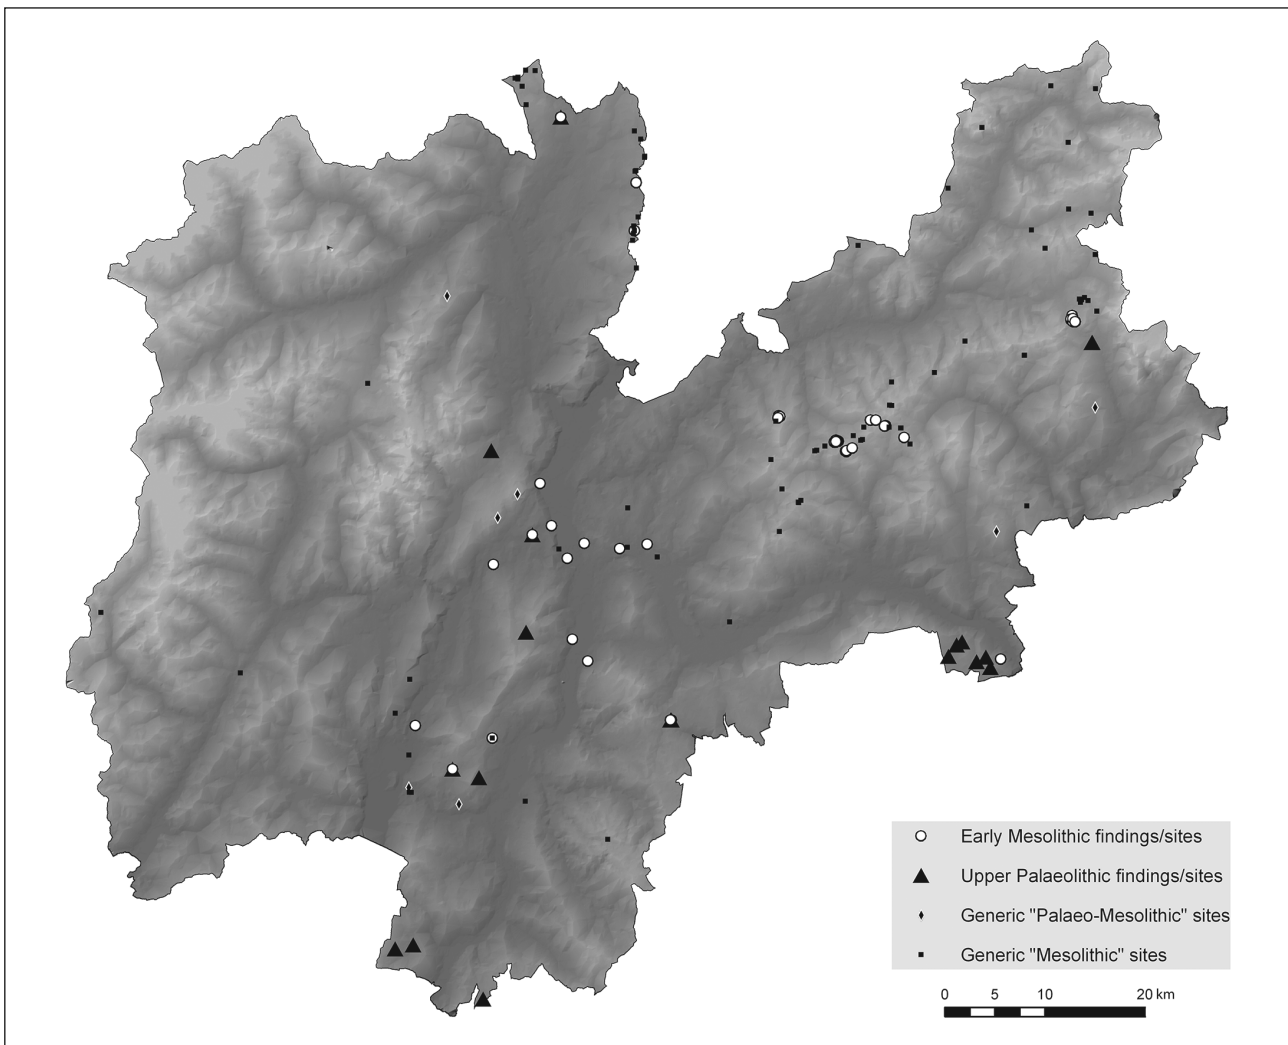 Early Mesolithic findings/sites
Upper Palaeolithic findings/sites
Generic "Palaeo-Mesolithic" sites
Generic "Mesolithic" sites
0 5 10 20 km